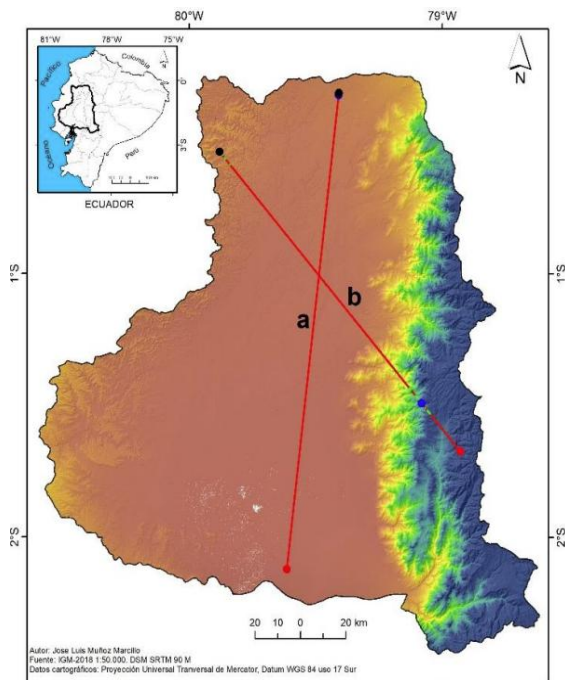 80°W
79°W
81°W
78°W
75°W
Pacífico
Colombia
0°
3°S
Océano
Perú
ECUADOR
N
1°S
1°S
b
a
2°S
2°S
20
10
0
20 km
Autor: Jose Luis Muñoz Marcillo
Fuente: IGM-2018 1:50.000, DSM SRTM 90 M
Datos cartográficos: Proyección Universal Tranversal de Mercator, Datum WGS 84 uso 17 Sur